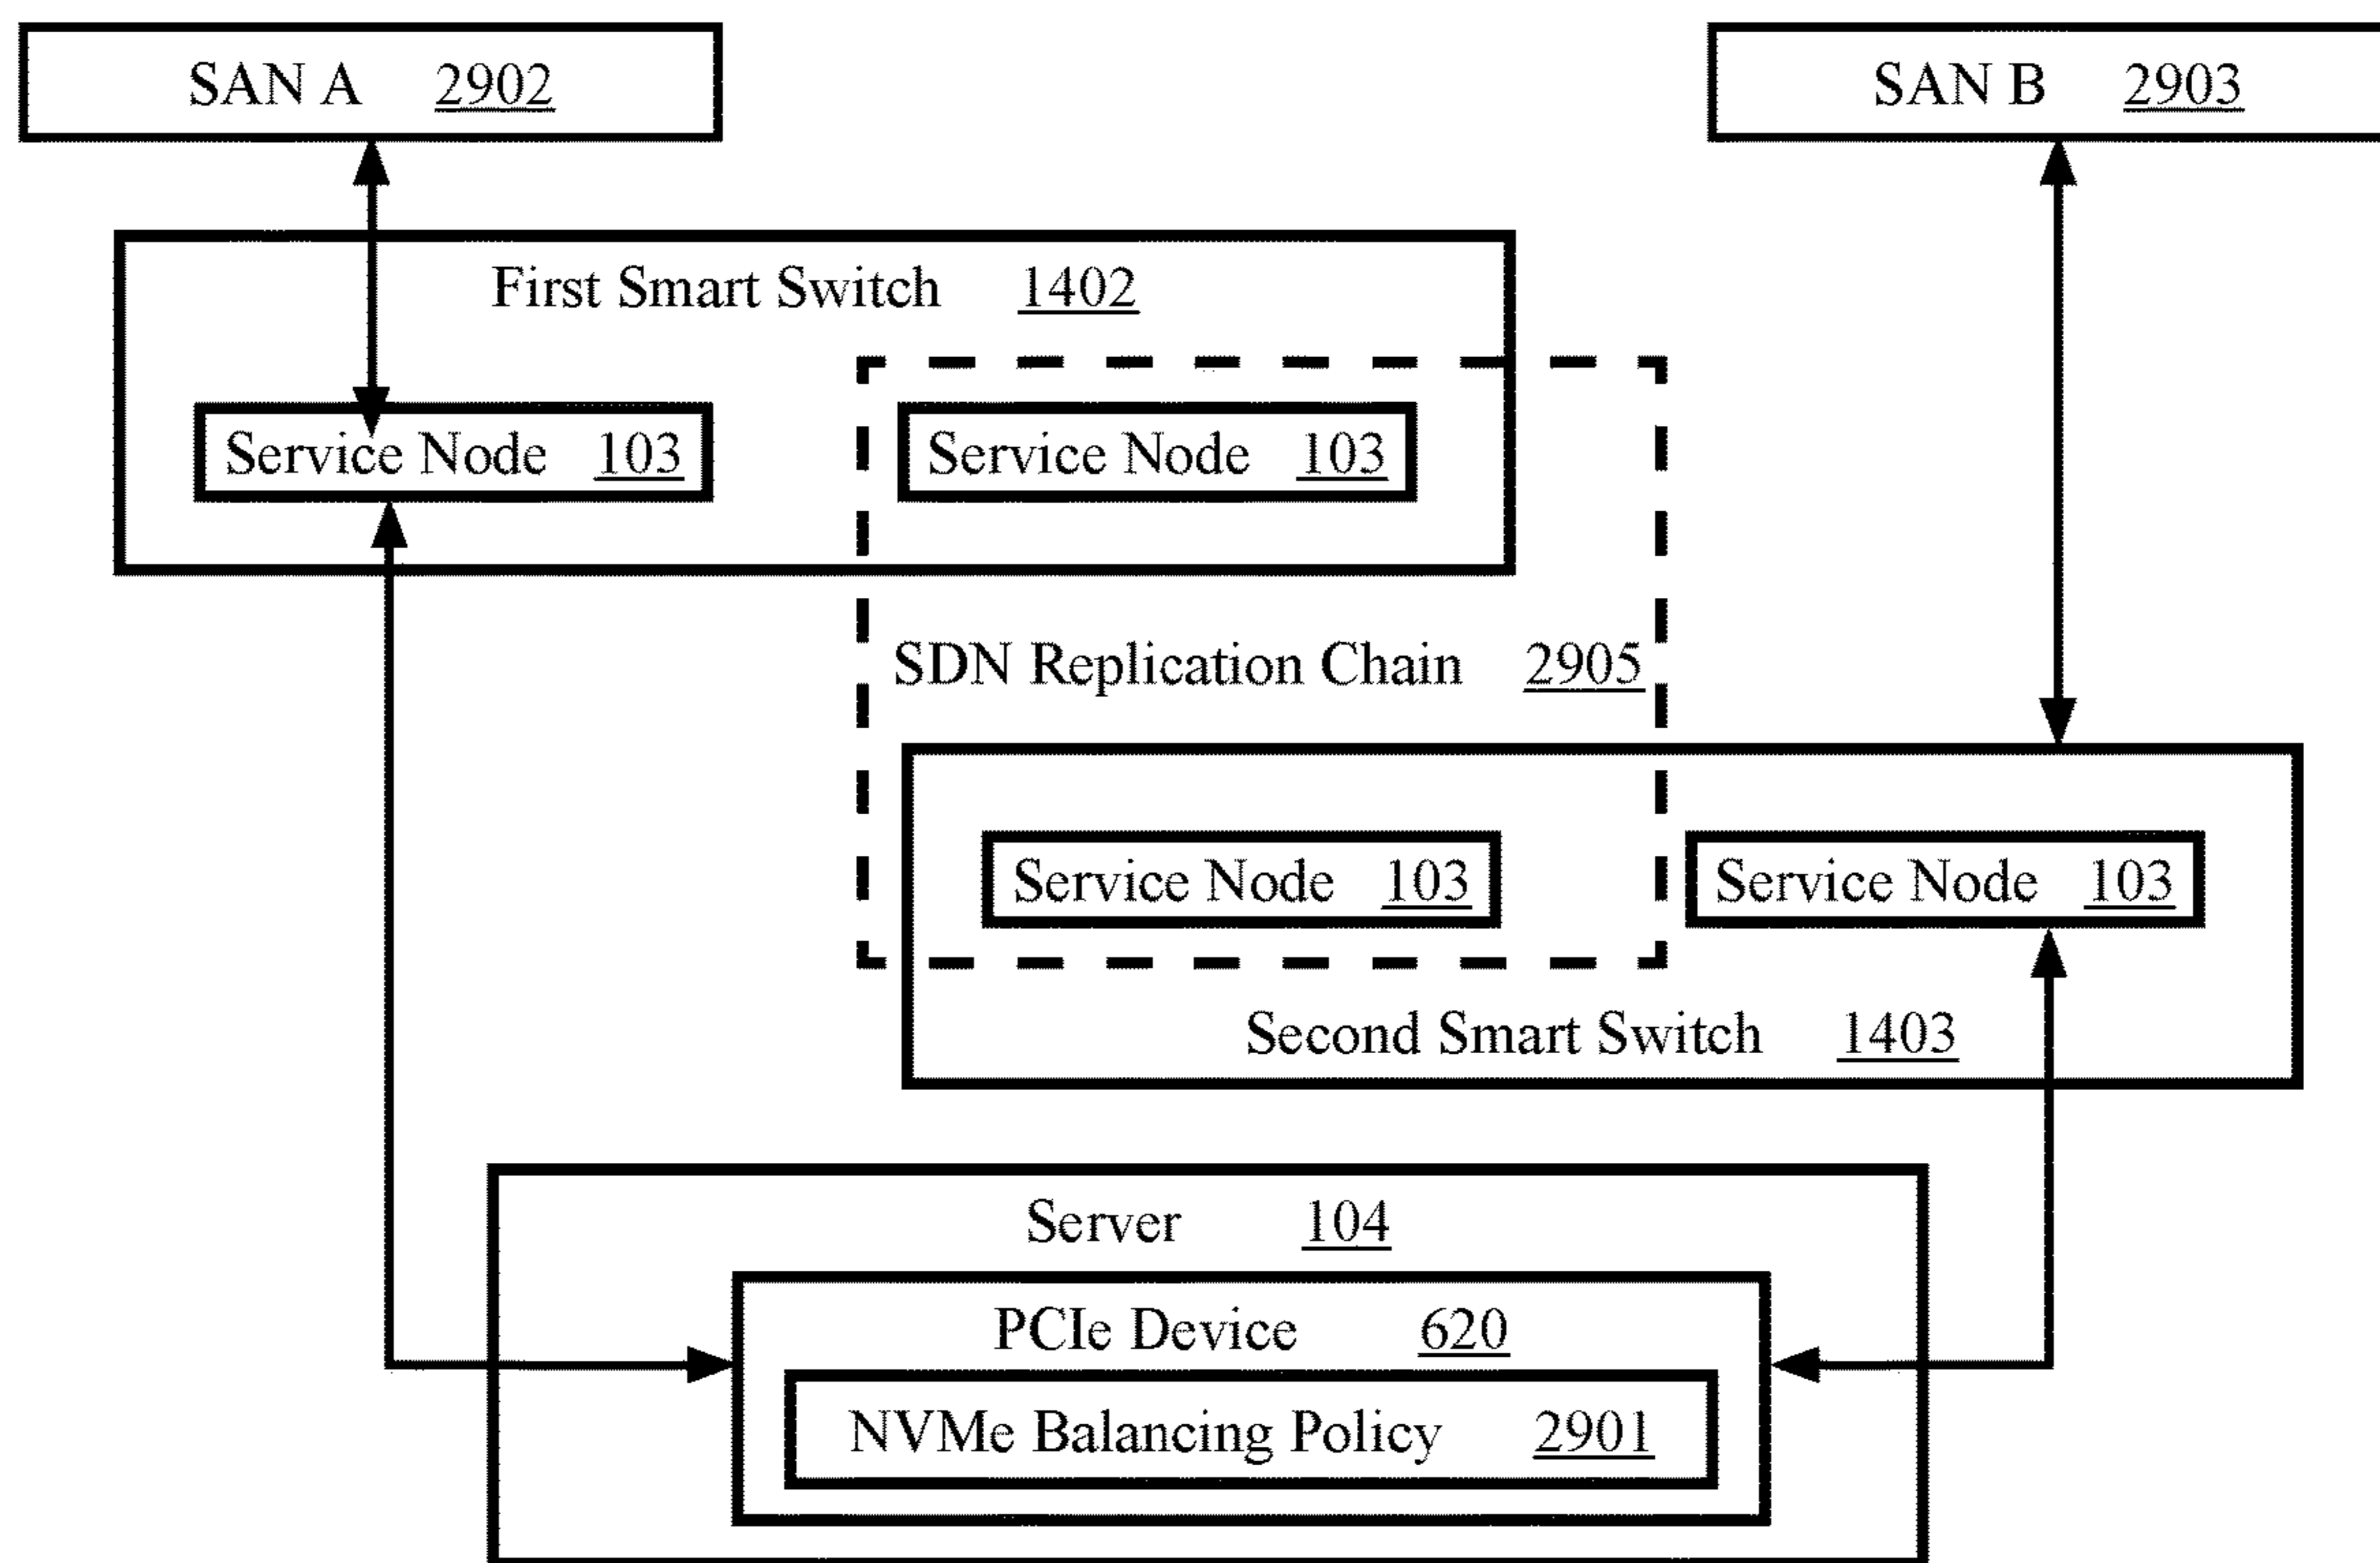 SAN A 2902
SAN B 2903
First Smart Switch 1402
Service Node 103
Service Node 103
SDN Replication Chain 2905
Service Node 103
Service Node 103
Second Smart Switch 1403
Server 104
PCIe Device 620
NVMe Balancing Policy 2901